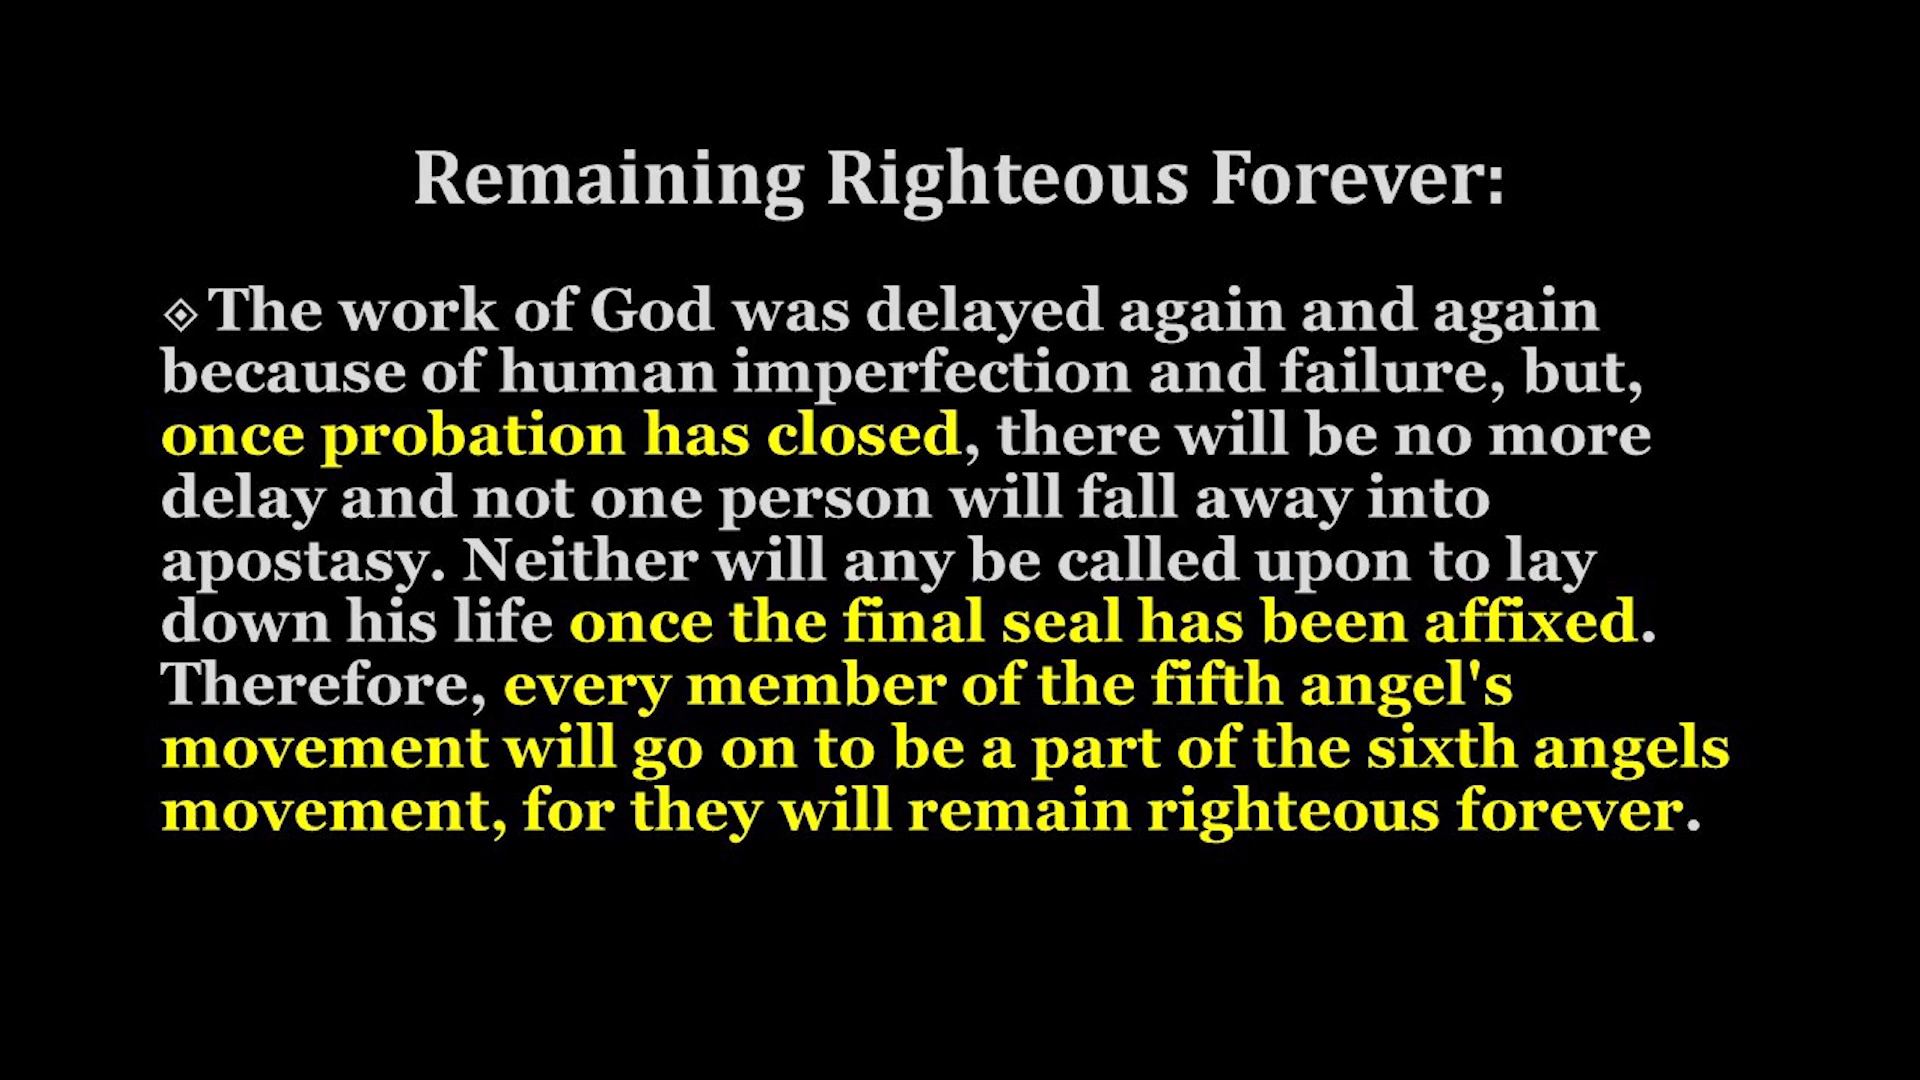 Remaining Righteous Forever:
The work of God was delayed again and again
because of human imperfection and failure, but,
once probation has closed, there will be no more
delay and not one person will fall away into
apostasy. Neither will any be called upon to lay
down his life once the final seal has been affixed.
Therefore, every member of the fifth angel's
movement will go on to be a part of the sixth angels
movement, for they will remain righteous forever.